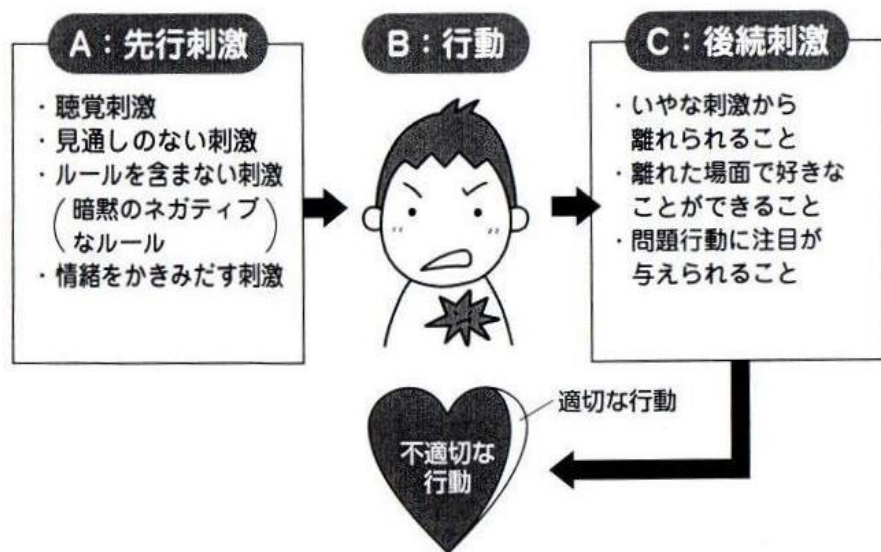 A：先行刺激
・聴覚刺激
・見通しのない刺激
・ルールを含まない刺激
（暗黙のネガティブ
なルール）
・情緒をかきみだす刺激
B：行動
C：後続刺激
・いやな刺激から
離れられること
・離れた場面で好きな
ことができること
・問題行動に注目が
与えられること
適切な行動
不適切な
行動